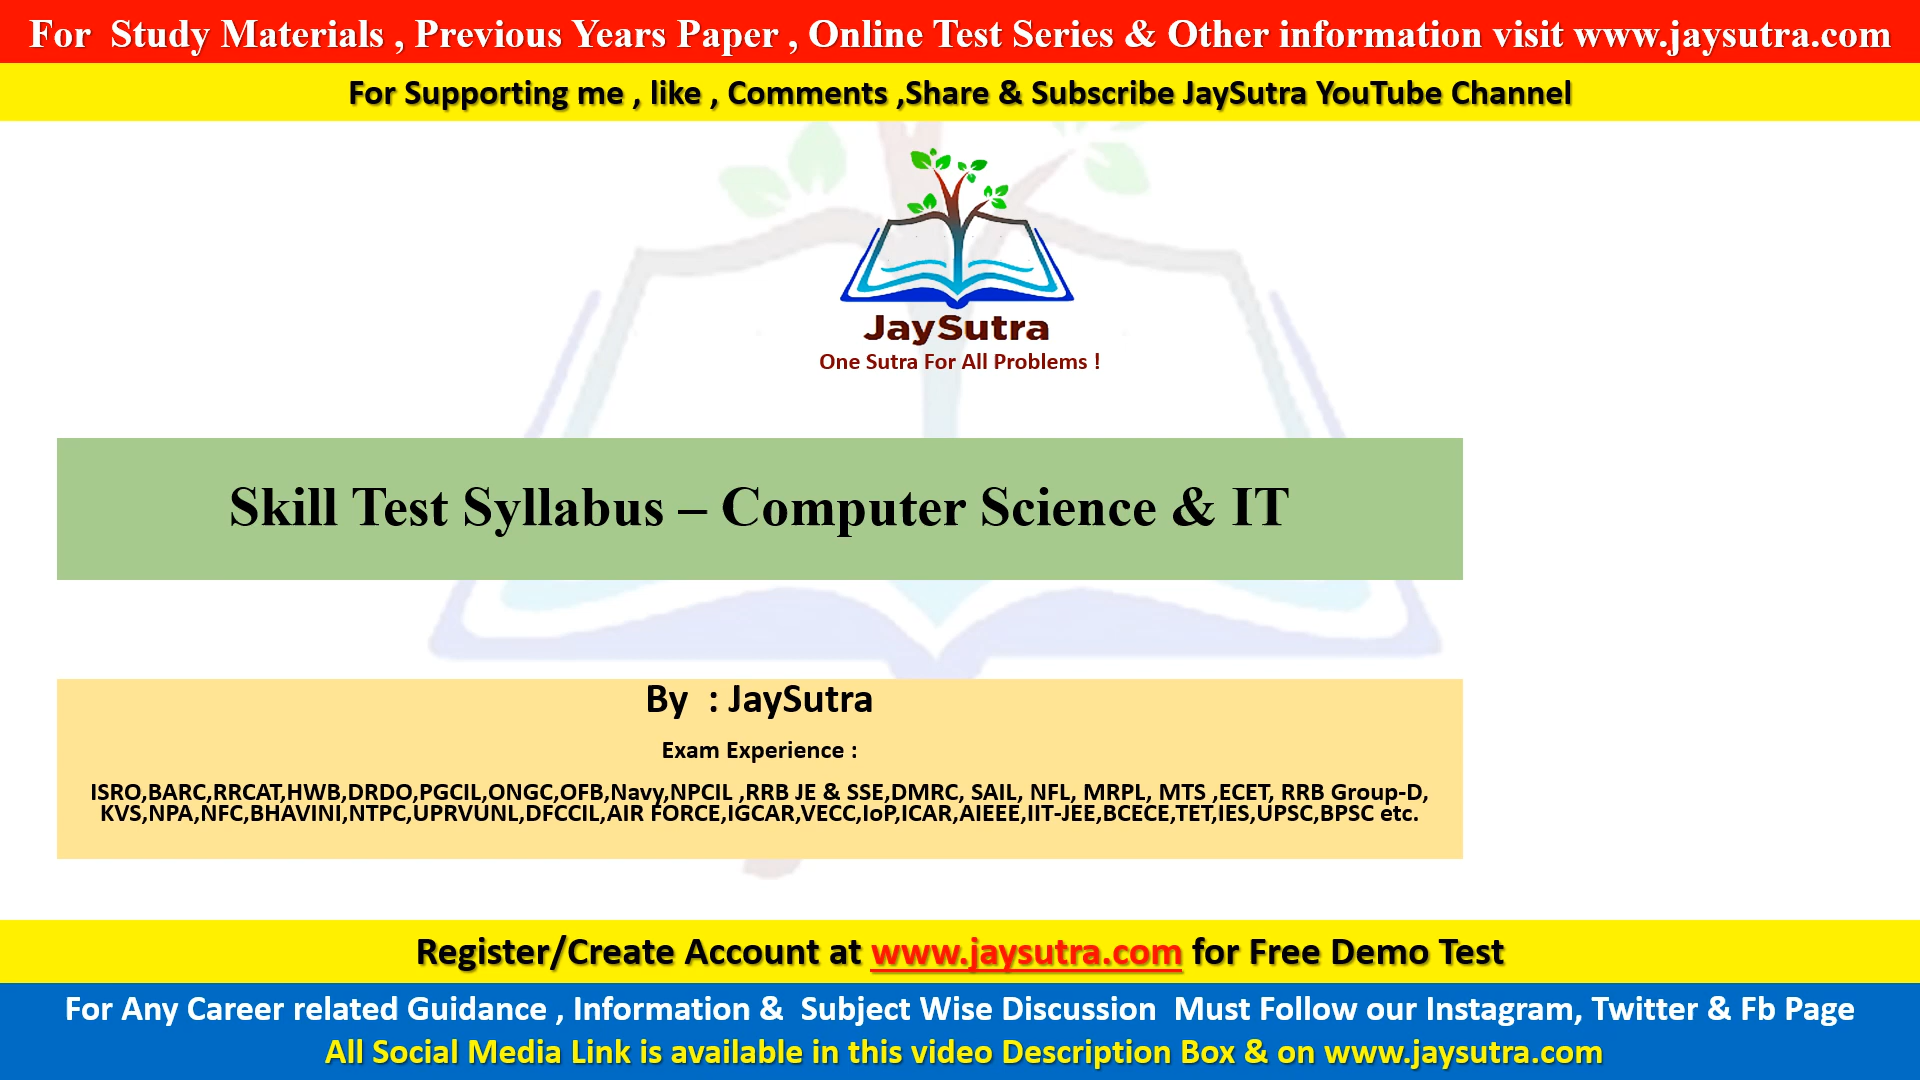 For  Study Materials , Previous Years Paper , Online Test Series & Other information visit www.jaysutra.com
For Supporting me , like , Comments ,Share & Subscribe JaySutra YouTube Channel
JaySutra
One Sutra For All Problems !
Skill Test Syllabus – Computer Science & IT
By  : JaySutra
Exam Experience :
ISRO,BARC,RRCAT,HWB,DRDO,PGCIL,ONGC,OFB,Navy,NPCIL ,RRB JE & SSE,DMRC, SAIL, NFL, MRPL, MTS ,ECET, RRB Group-D,
KVS,NPA,NFC,BHAVINI,NTPC,UPRVUNL,DFCCIL,AIR FORCE,IGCAR,VECC,IoP,ICAR,AIEEE,IIT-JEE,BCECE,TET,IES,UPSC,BPSC etc.
Register/Create Account at www.jaysutra.com for Free Demo Test
For Any Career related Guidance , Information &  Subject Wise Discussion  Must Follow our Instagram, Twitter & Fb Page
All Social Media Link is available in this video Description Box & on www.jaysutra.com